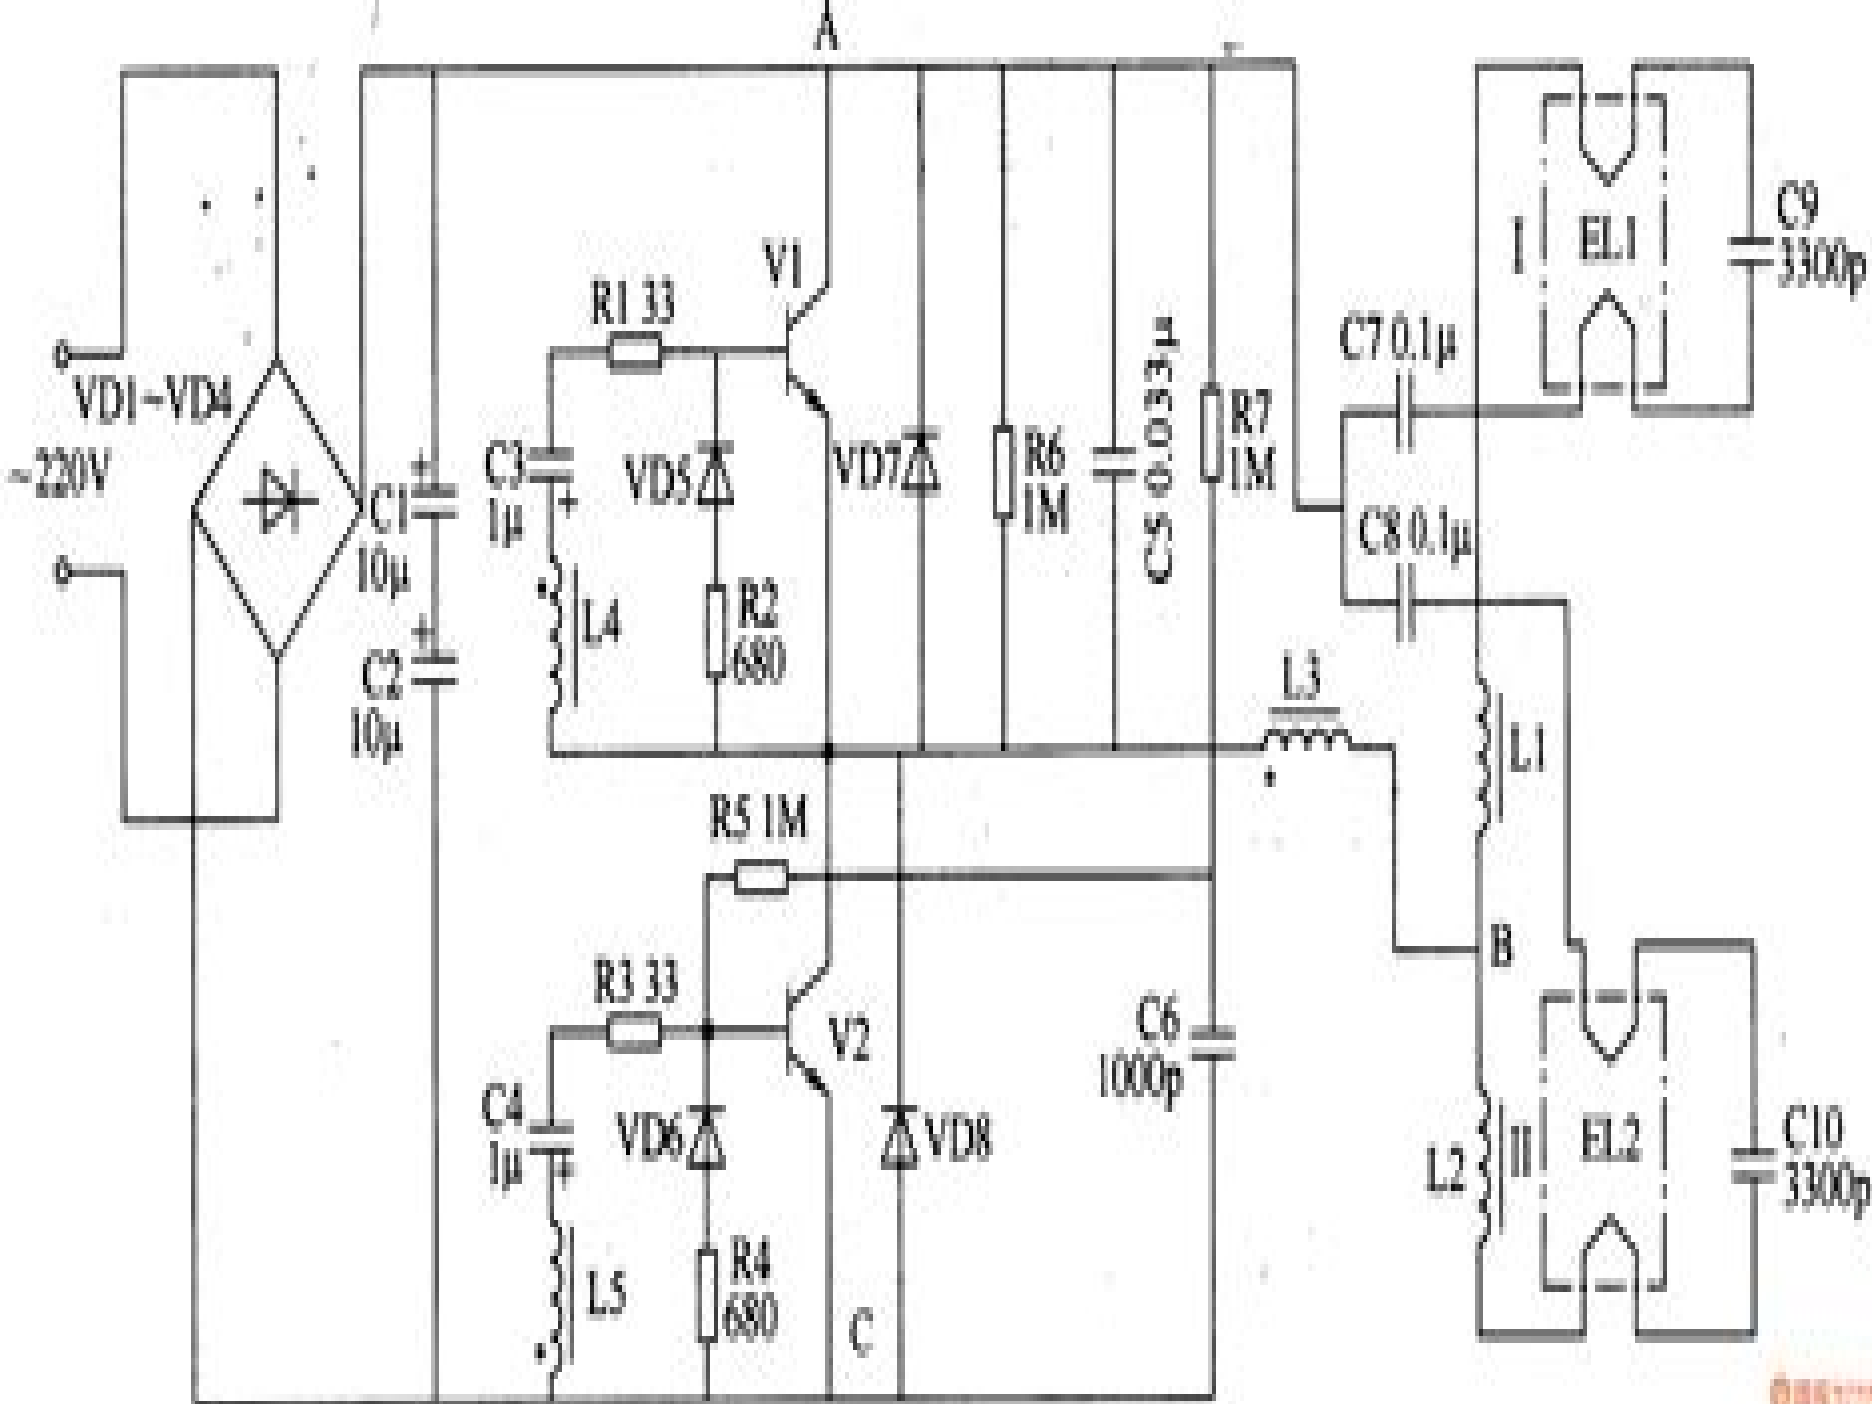 A
VD1~VD4
~220V
C1
10μ
C2
10μ
R1 33
V1
C3
1μ
VD5
L4
R2
680
VD7
R6
1M
C5 0.033μ
R7
1M
C7 0.1μ
C8 0.1μ
I
EL1
C9
3300p
L3
L1
R5 1M
B
R3 33
V2
C4
1μ
VD6
VD8
C6
1000p
L5
R4
680
C
L2
II
EL2
C10
3300p